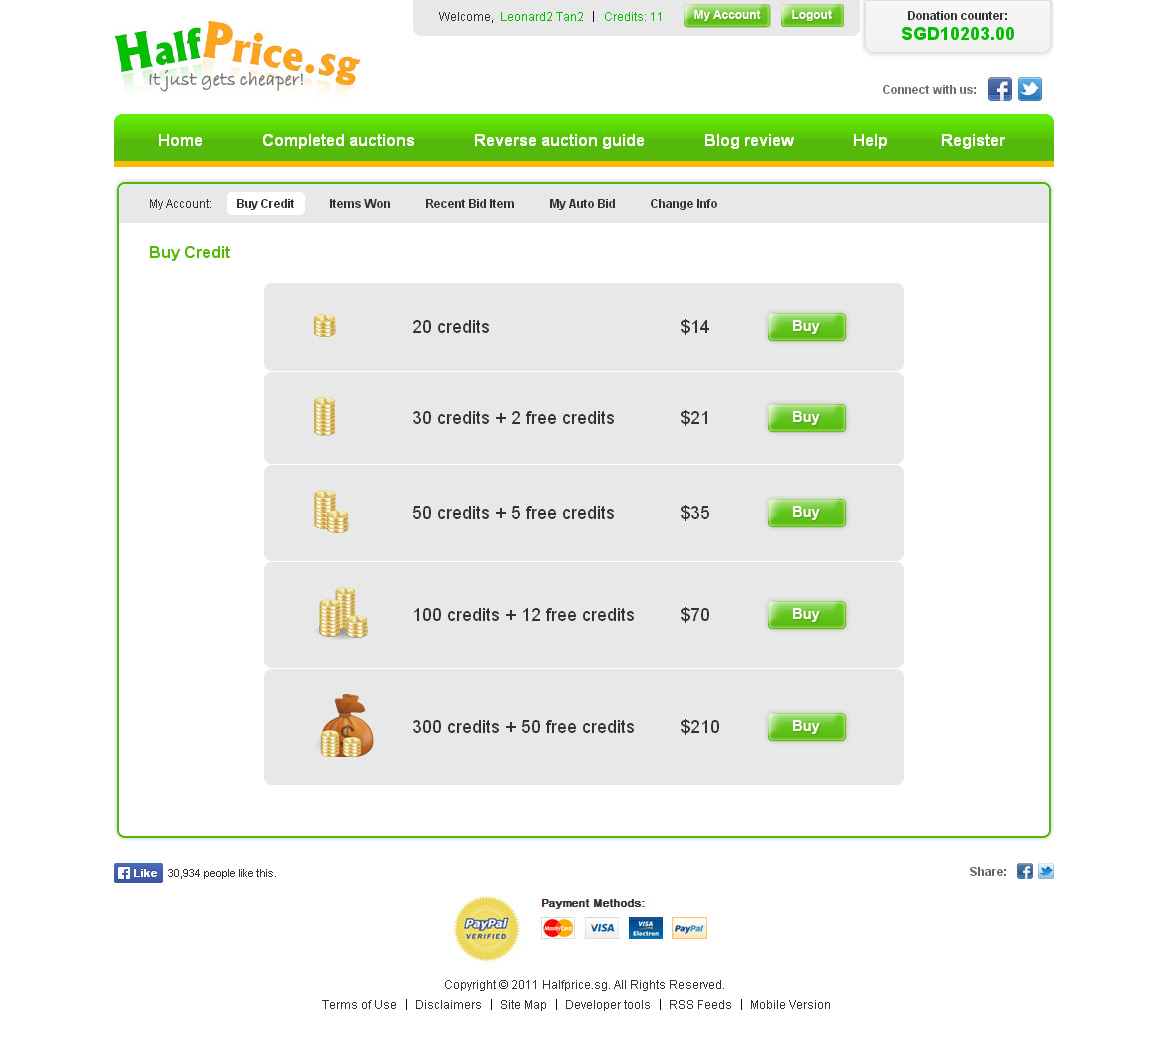 Welcome, Leonard2 Tan2 | Credits: 11 My Account Logout
Donation counter:
SGD10203.00
HalfPrice.sg
It just gets cheaper!
Connect with us:
Home Completed auctions Reverse auction guide Blog review Help Register
My Account: Buy Credit Items Won Recent Bid Item My Auto Bid Change Info
Buy Credit
20 credits $14 Buy
30 credits + 2 free credits $21 Buy
50 credits + 5 free credits $35 Buy
100 credits + 12 free credits $70 Buy
300 credits + 50 free credits $210 Buy
Like 30,934 people like this. Share:
PayPal
VERIFIED
Payment Methods:
MasterCard VISA VISA Electron PayPal
Copyright © 2011 Halfprice.sg. All Rights Reserved.
Terms of Use | Disclaimers | Site Map | Developer tools | RSS Feeds | Mobile Version